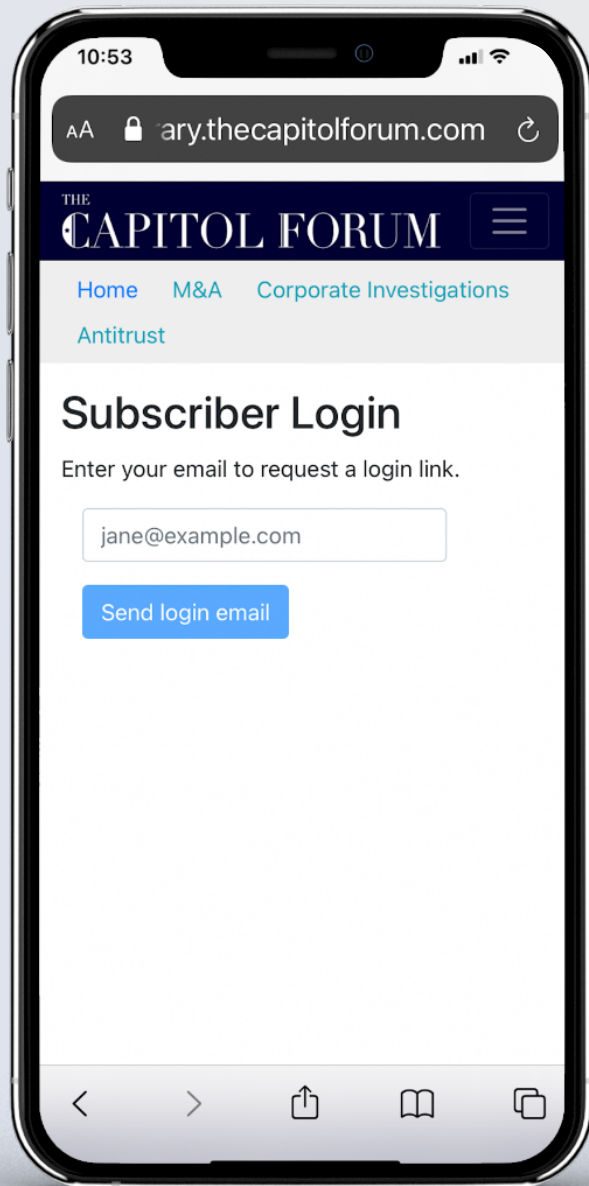 10:53
AA ary.thecapitolforum.com
THE
CAPITOL FORUM
Home M&A Corporate Investigations
Antitrust
Subscriber Login
Enter your email to request a login link.
jane@example.com
Send login email